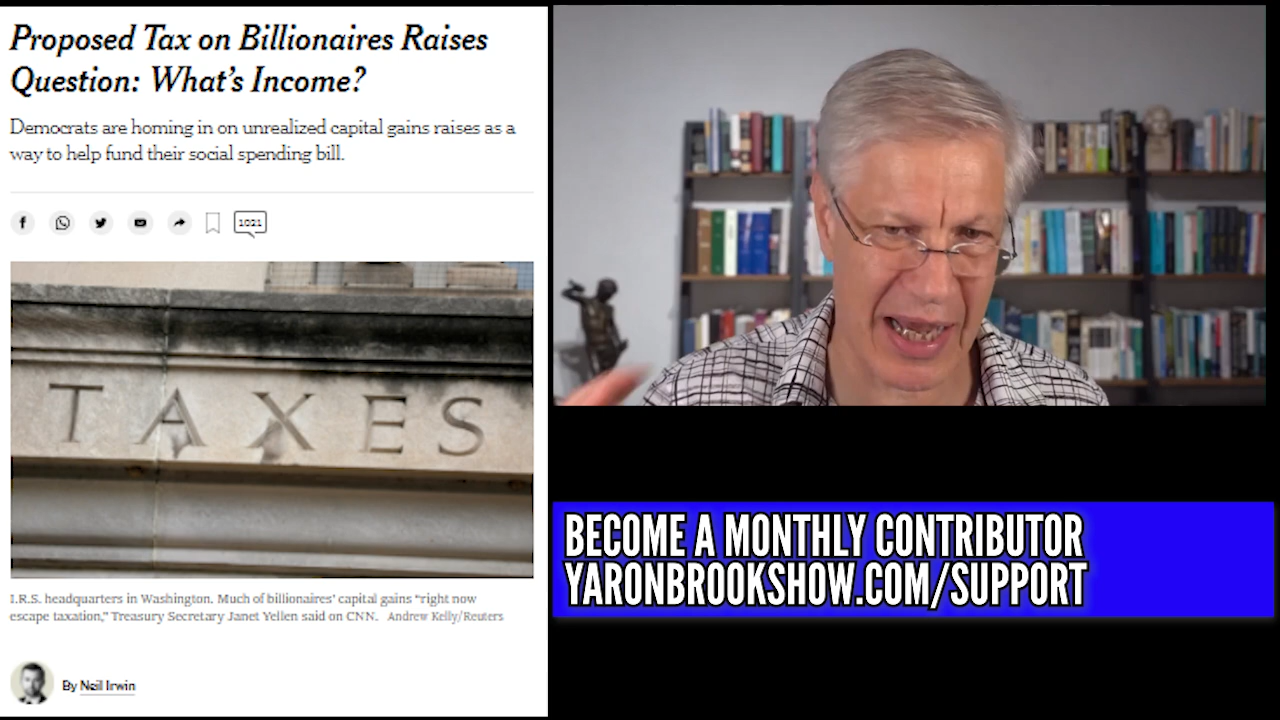 Proposed Tax on Billionaires Raises
Question: What's Income?
Democrats are homing in on unrealized capital gains raises as a
way to help fund their social spending bill.
1021
TAXES
I.R.S. headquarters in Washington. Much of billionaires' capital gains “right now
escape taxation,” Treasury Secretary Janet Yellen said on CNN. Andrew Kelly/Reuters
By Neil Irwin
BECOME A MONTHLY CONTRIBUTOR
YARONBROOKSHOW.COM/SUPPORT